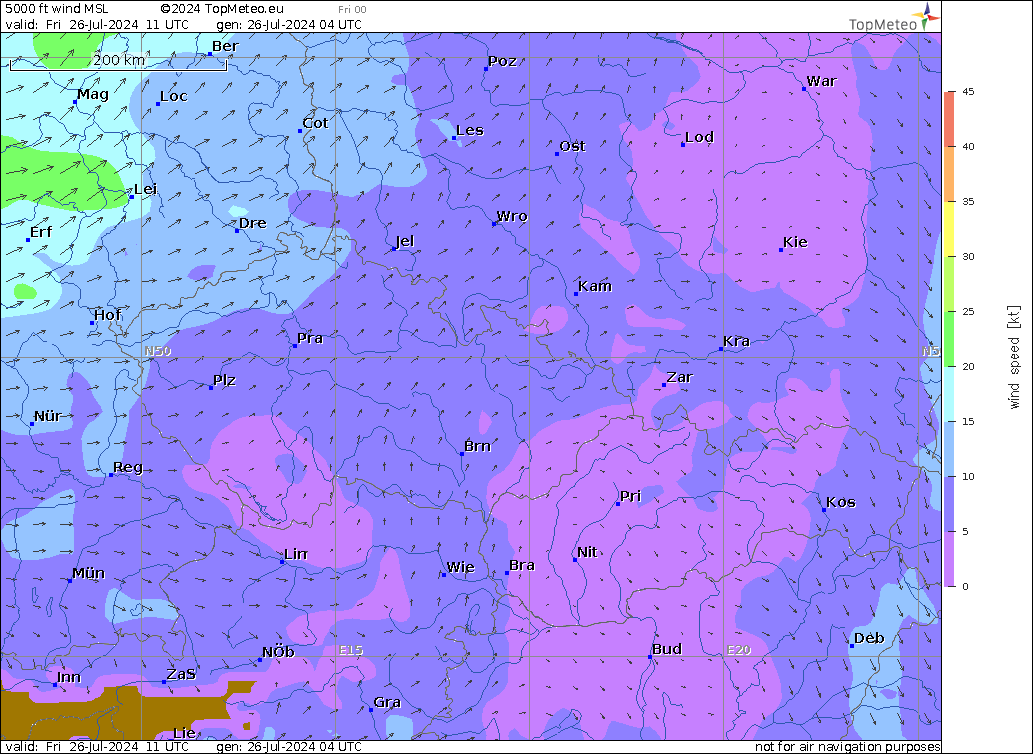 5000 ft wind MSL ©2024 TopMeteo.eu Fri 00
valid: Fri 26-Jul-2024 11 UTC gen: 26-Jul-2024 04 UTC
TopMeteo
200 km
Ber
Poz
War
Mag
Loc
Cot
Les
Ost
Lod
Lei
Erf
Dre
Jel
Wro
Kie
Kam
Hof
Pra
N50
Kra
Plz
Zar
Nür
Brn
Reg
Pri
Kos
Lin
Nit
Mün
Wie
Bra
NÖb
E15
Bud
E20
Deb
Inn
ZaS
Gra
Lie
45
40
35
30
25
20
15
10
5
0
wind speed [kt]
valid: Fri 26-Jul-2024 11 UTC gen: 26-Jul-2024 04 UTC not for air navigation purposes